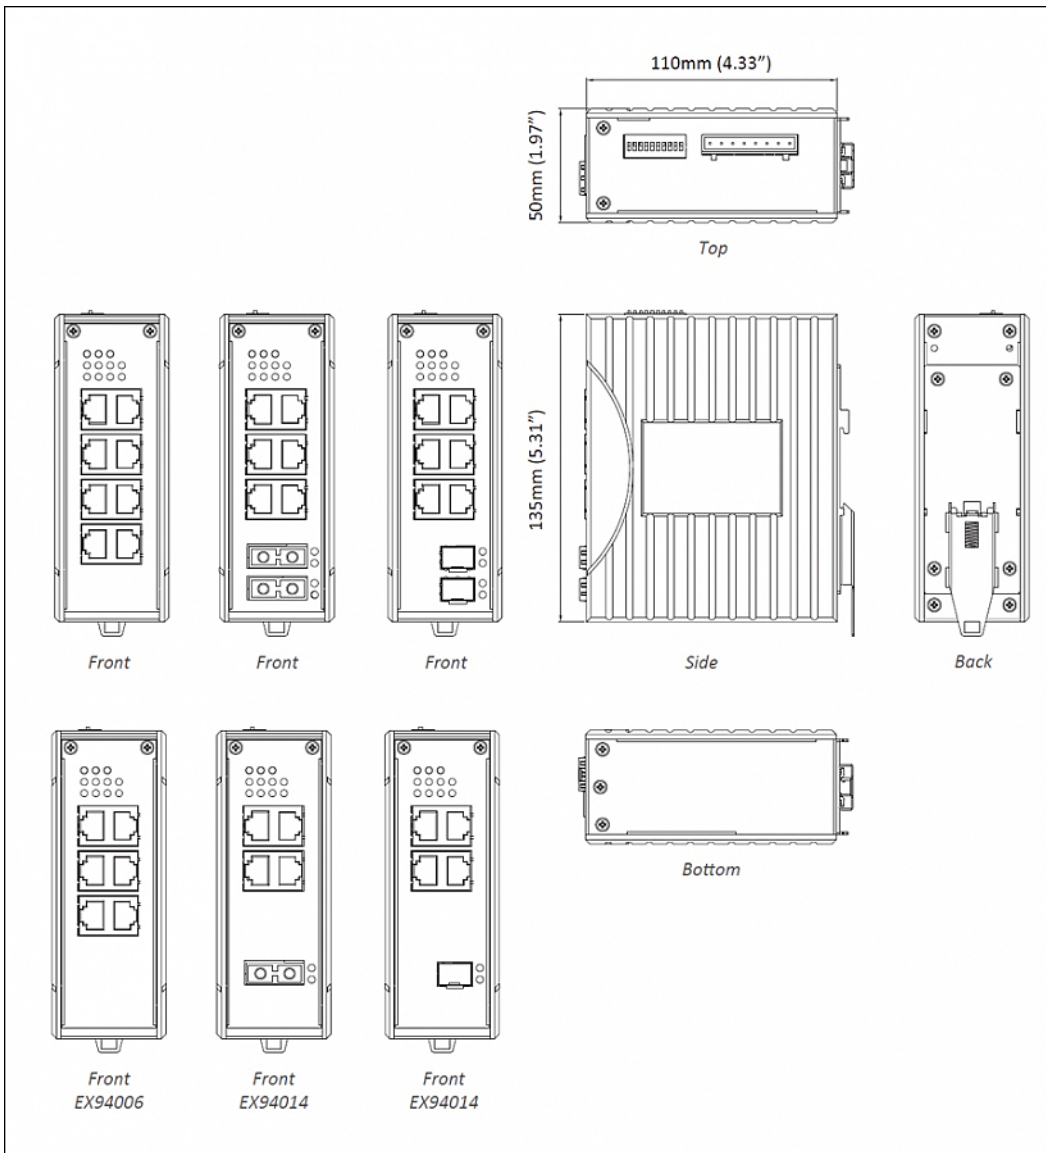 110mm (4.33”)
50mm (1.97”)
Top
135mm (5.31”)
Front
Front
Front
Side
Back
Bottom
Front
EX94006
Front
EX94014
Front
EX94014